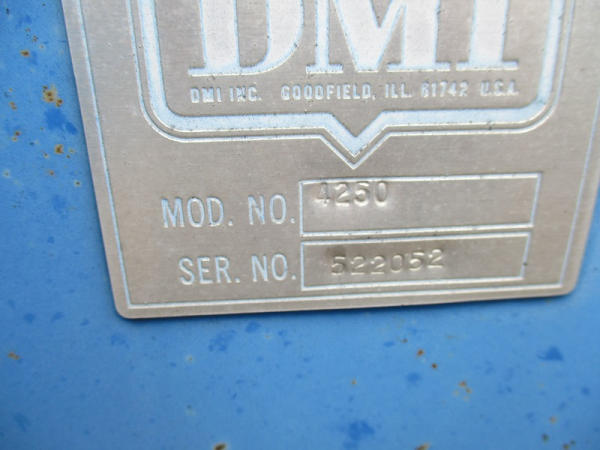 DMI
DMI INC. GOODFIELD, ILL. 61742 U.S.A.
MOD. NO. 4250
SER. NO. 522052